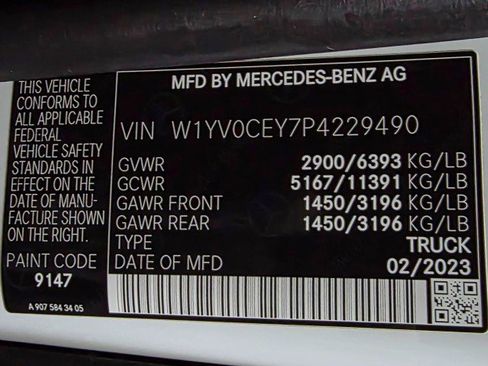 MFD BY MERCEDES-BENZ AG
THIS VEHICLE
CONFORMS TO
ALL APPLICABLE
FEDERAL
VEHICLE SAFETY
STANDARDS IN
EFFECT ON THE
DATE OF MANU-
FACTURE SHOWN
ON THE RIGHT.
PAINT CODE
9147
A 907 584 34 05
VIN W1YV0CEY7P4229490
GVWR 2900/6393 KG/LB
GCWR 5167/11391 KG/LB
GAWR FRONT 1450/3196 KG/LB
GAWR REAR 1450/3196 KG/LB
TYPE TRUCK
DATE OF MFD 02/2023